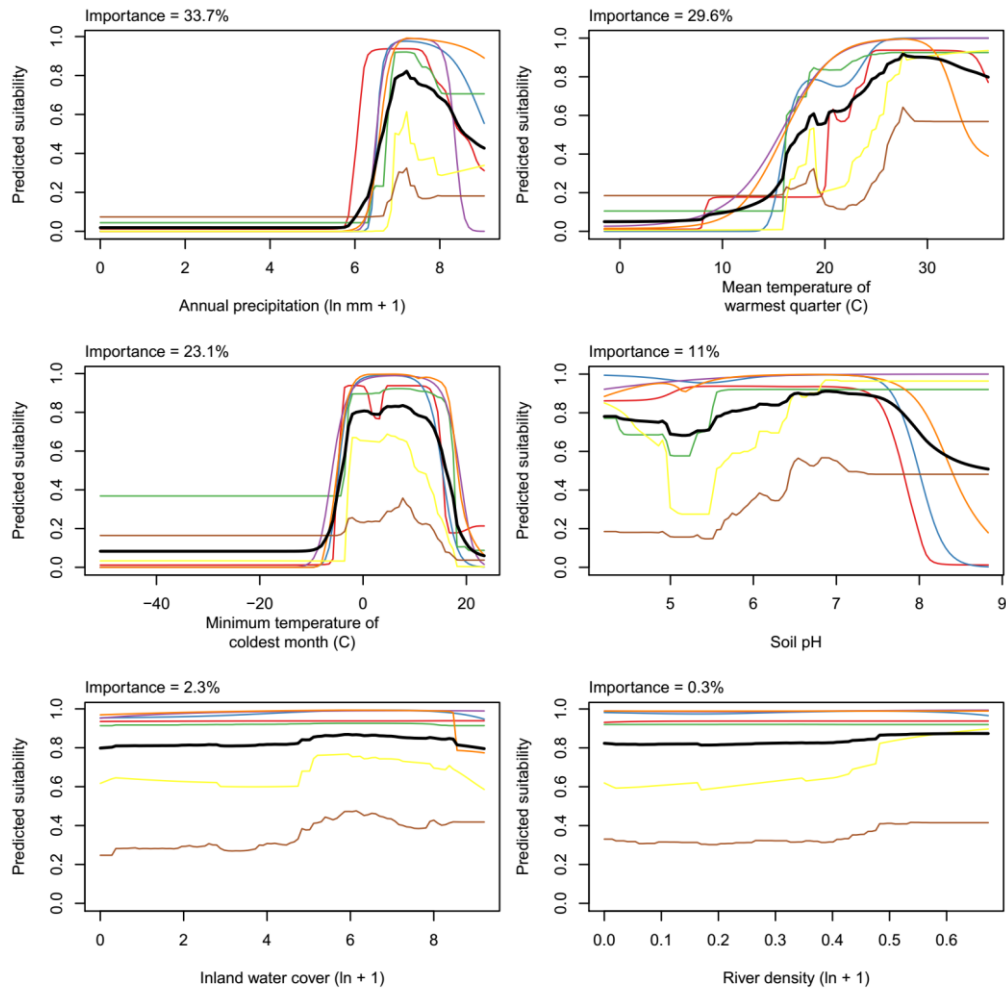 Importance = 33.7%
Predicted suitability
0.0 0.2 0.4 0.6 0.8 1.0
0 2 4 6 8
Annual precipitation (ln mm + 1)
Importance = 29.6%
Predicted suitability
0.0 0.2 0.4 0.6 0.8 1.0
0 10 20 30
Mean temperature of
warmest quarter (C)
Importance = 23.1%
Predicted suitability
0.0 0.2 0.4 0.6 0.8 1.0
−40 −20 0 20
Minimum temperature of
coldest month (C)
Importance = 11%
Predicted suitability
0.0 0.2 0.4 0.6 0.8 1.0
5 6 7 8 9
Soil pH
Importance = 2.3%
Predicted suitability
0.0 0.2 0.4 0.6 0.8 1.0
0 2 4 6 8
Inland water cover (ln + 1)
Importance = 0.3%
Predicted suitability
0.0 0.2 0.4 0.6 0.8 1.0
0.0 0.1 0.2 0.3 0.4 0.5 0.6
River density (ln + 1)